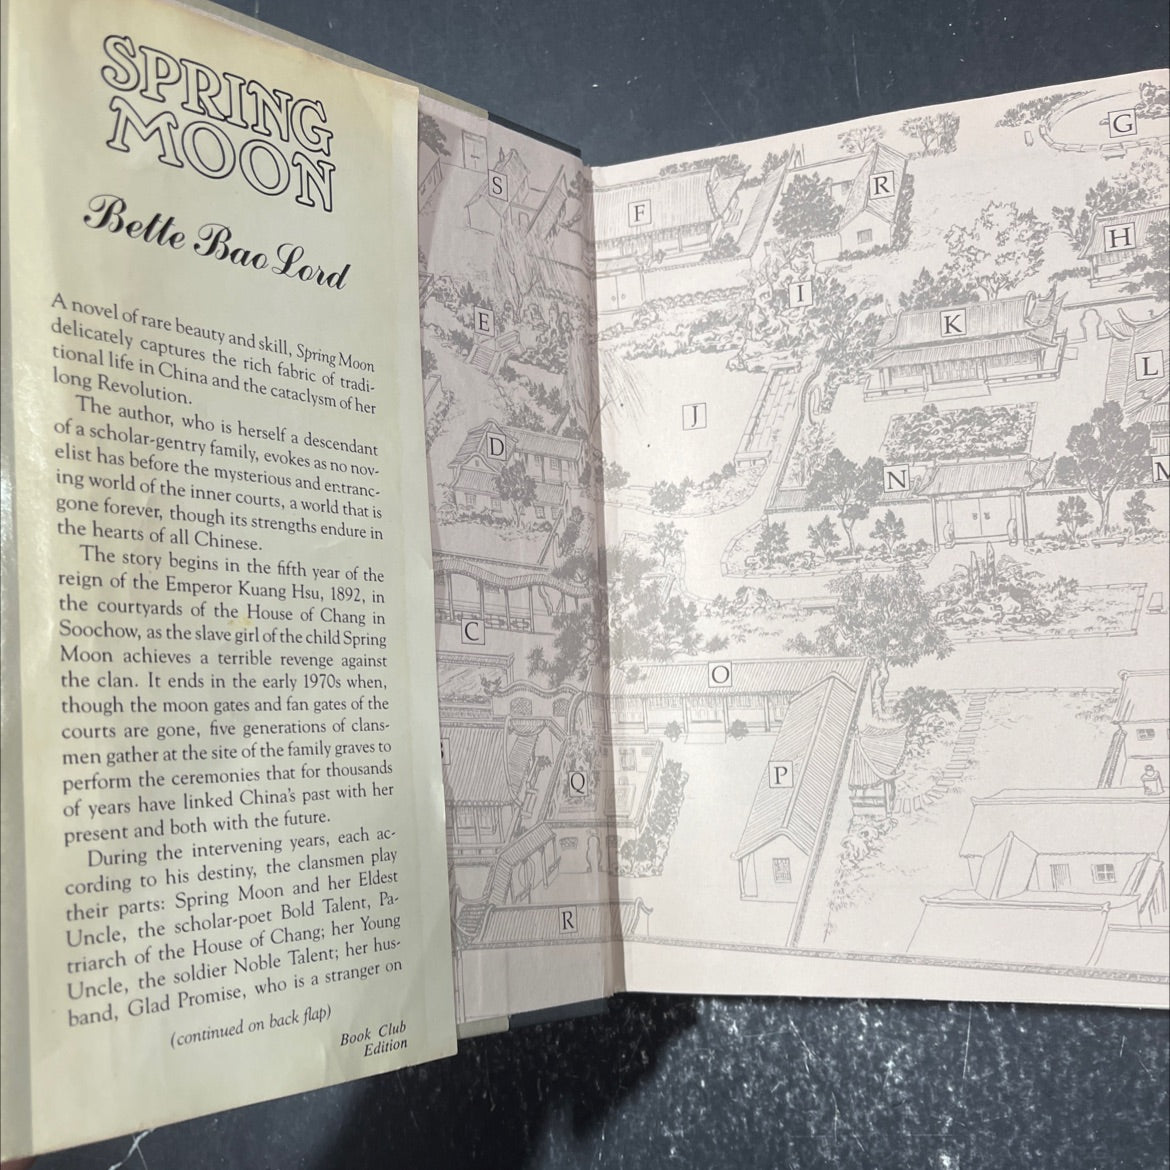 SPRING
MOON
Bette Bao Lord
A novel of rare beauty and skill, Spring Moon
delicately captures the rich fabric of tradi-
tional life in China and the cataclysm of her
long Revolution.
The author, who is herself a descendant
of a scholar-gentry family, evokes as no nov-
elist has before the mysterious and entranc-
ing world of the inner courts, a world that is
gone forever, though its strengths endure in
the hearts of all Chinese.
The story begins in the fifth year of the
reign of the Emperor Kuang Hsu, 1892, in
the courtyards of the House of Chang in
Soochow, as the slave girl of the child Spring
Moon achieves a terrible revenge against
the clan. It ends in the early 1970s when,
though the moon gates and fan gates of the
courts are gone, five generations of clans-
men gather at the site of the family graves to
perform the ceremonies that for thousands
of years have linked China's past with her
present and both with the future.
During the intervening years, each ac-
cording to his destiny, the clansmen play
their parts: Spring Moon and her Eldest
Uncle, the scholar-poet Bold Talent, Pa-
triarch of the House of Chang; her Young
Uncle, the soldier Noble Talent; her hus-
band, Glad Promise, who is a stranger on
(continued on back flap)
Book Club
Edition
S
E
D
C
Q
R
F
R
G
H
I
K
L
J
N
M
O
P